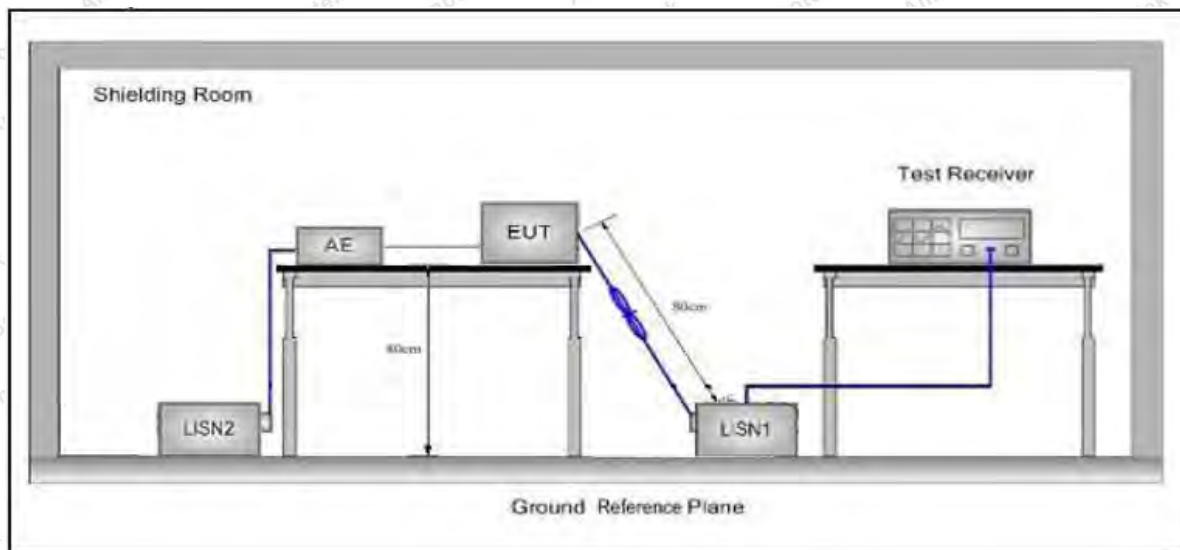 Shielding Room
Test Receiver
AE
EUT
80cm
80cm
LISN2
LISN1
Ground Reference Plane